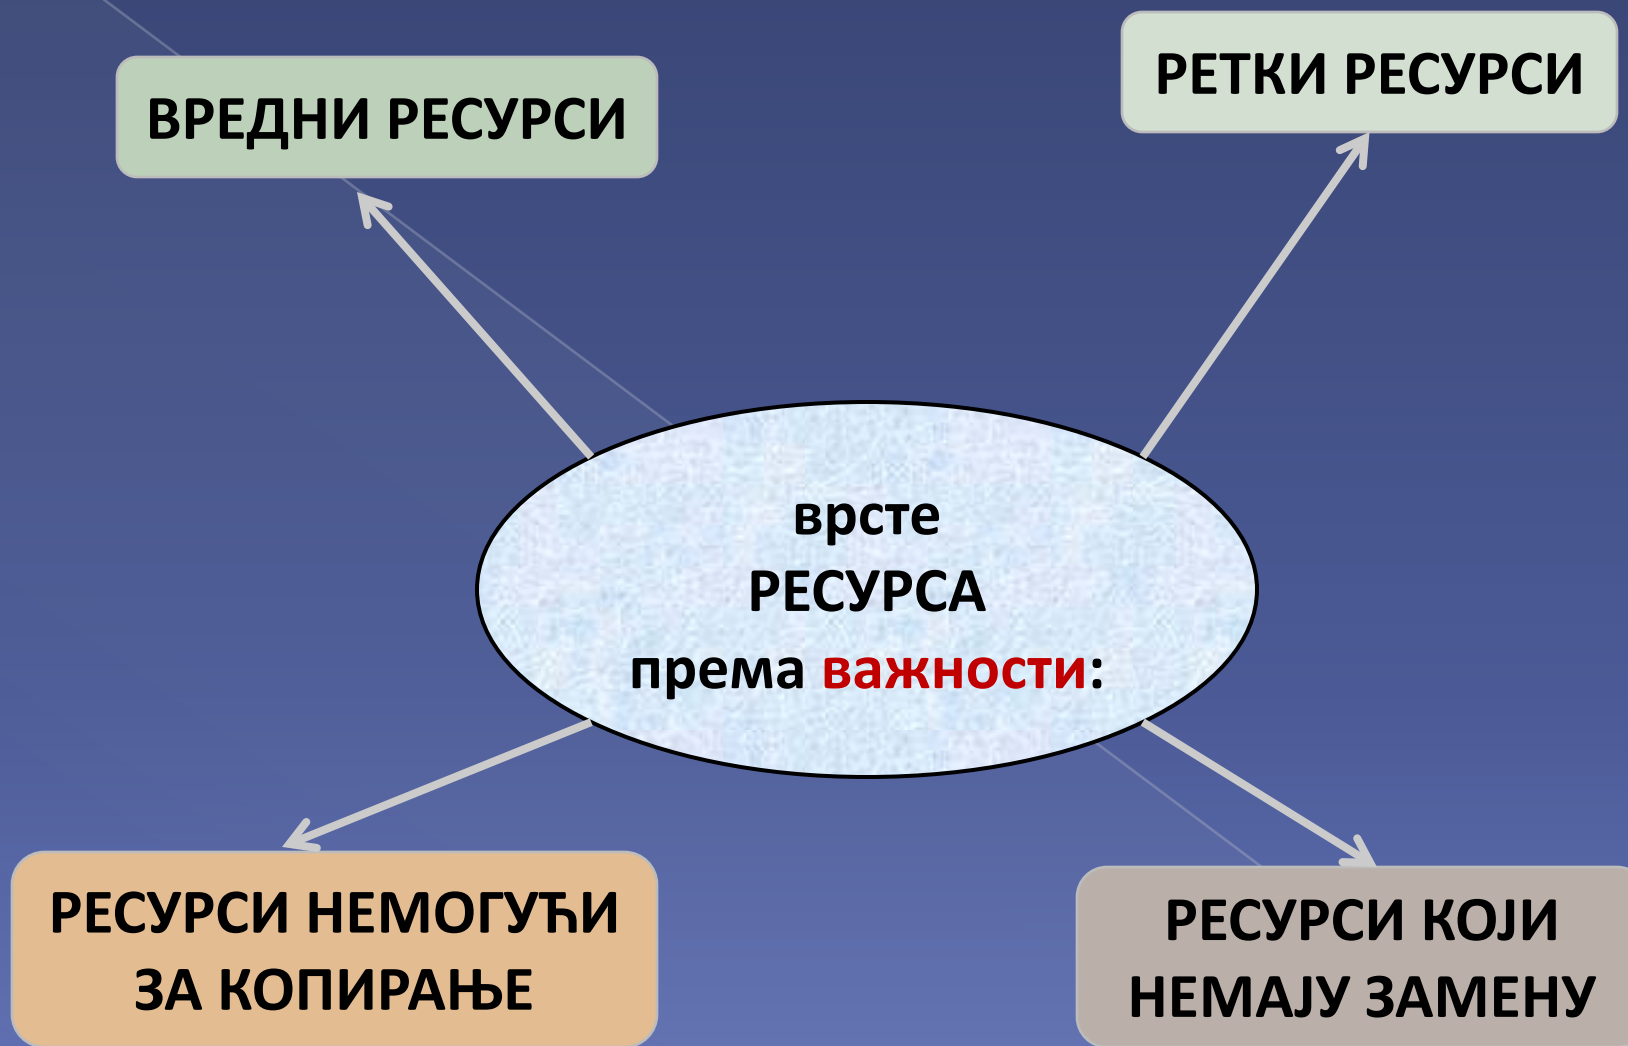 ВРЕДНИ РЕСУРСИ
РЕТКИ РЕСУРСИ
врсте
РЕСУРСА
према важности:
РЕСУРСИ НЕМОГУЋИ
ЗА КОПИРАЊЕ
РЕСУРСИ КОЈИ
НЕМАЈУ ЗАМЕНУ